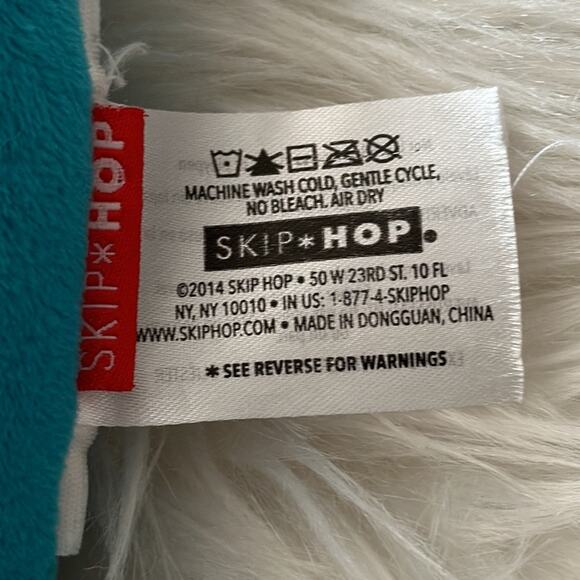 SKIP*HOP
MACHINE WASH COLD, GENTLE CYCLE,
NO BLEACH. AIR DRY
SKIP*HOP.
©2014 SKIP HOP • 50 W 23RD ST. 10 FL
NY, NY 10010 • IN US: 1-877-4-SKIPHOP
WWW.SKIPHOP.COM • MADE IN DONGGUAN, CHINA
*SEE REVERSE FOR WARNINGS